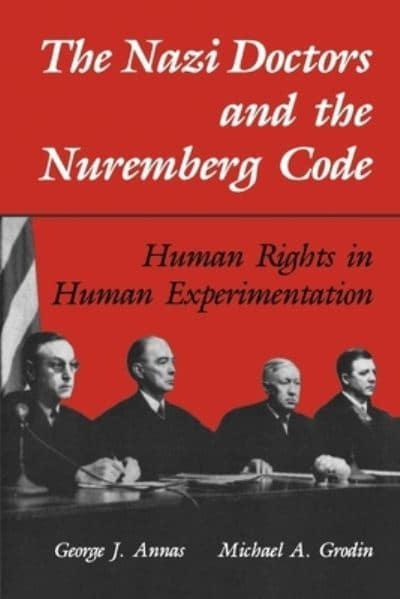 The Nazi Doctors
and the
Nuremberg Code
Human Rights in
Human Experimentation
George J. Annas Michael A. Grodin